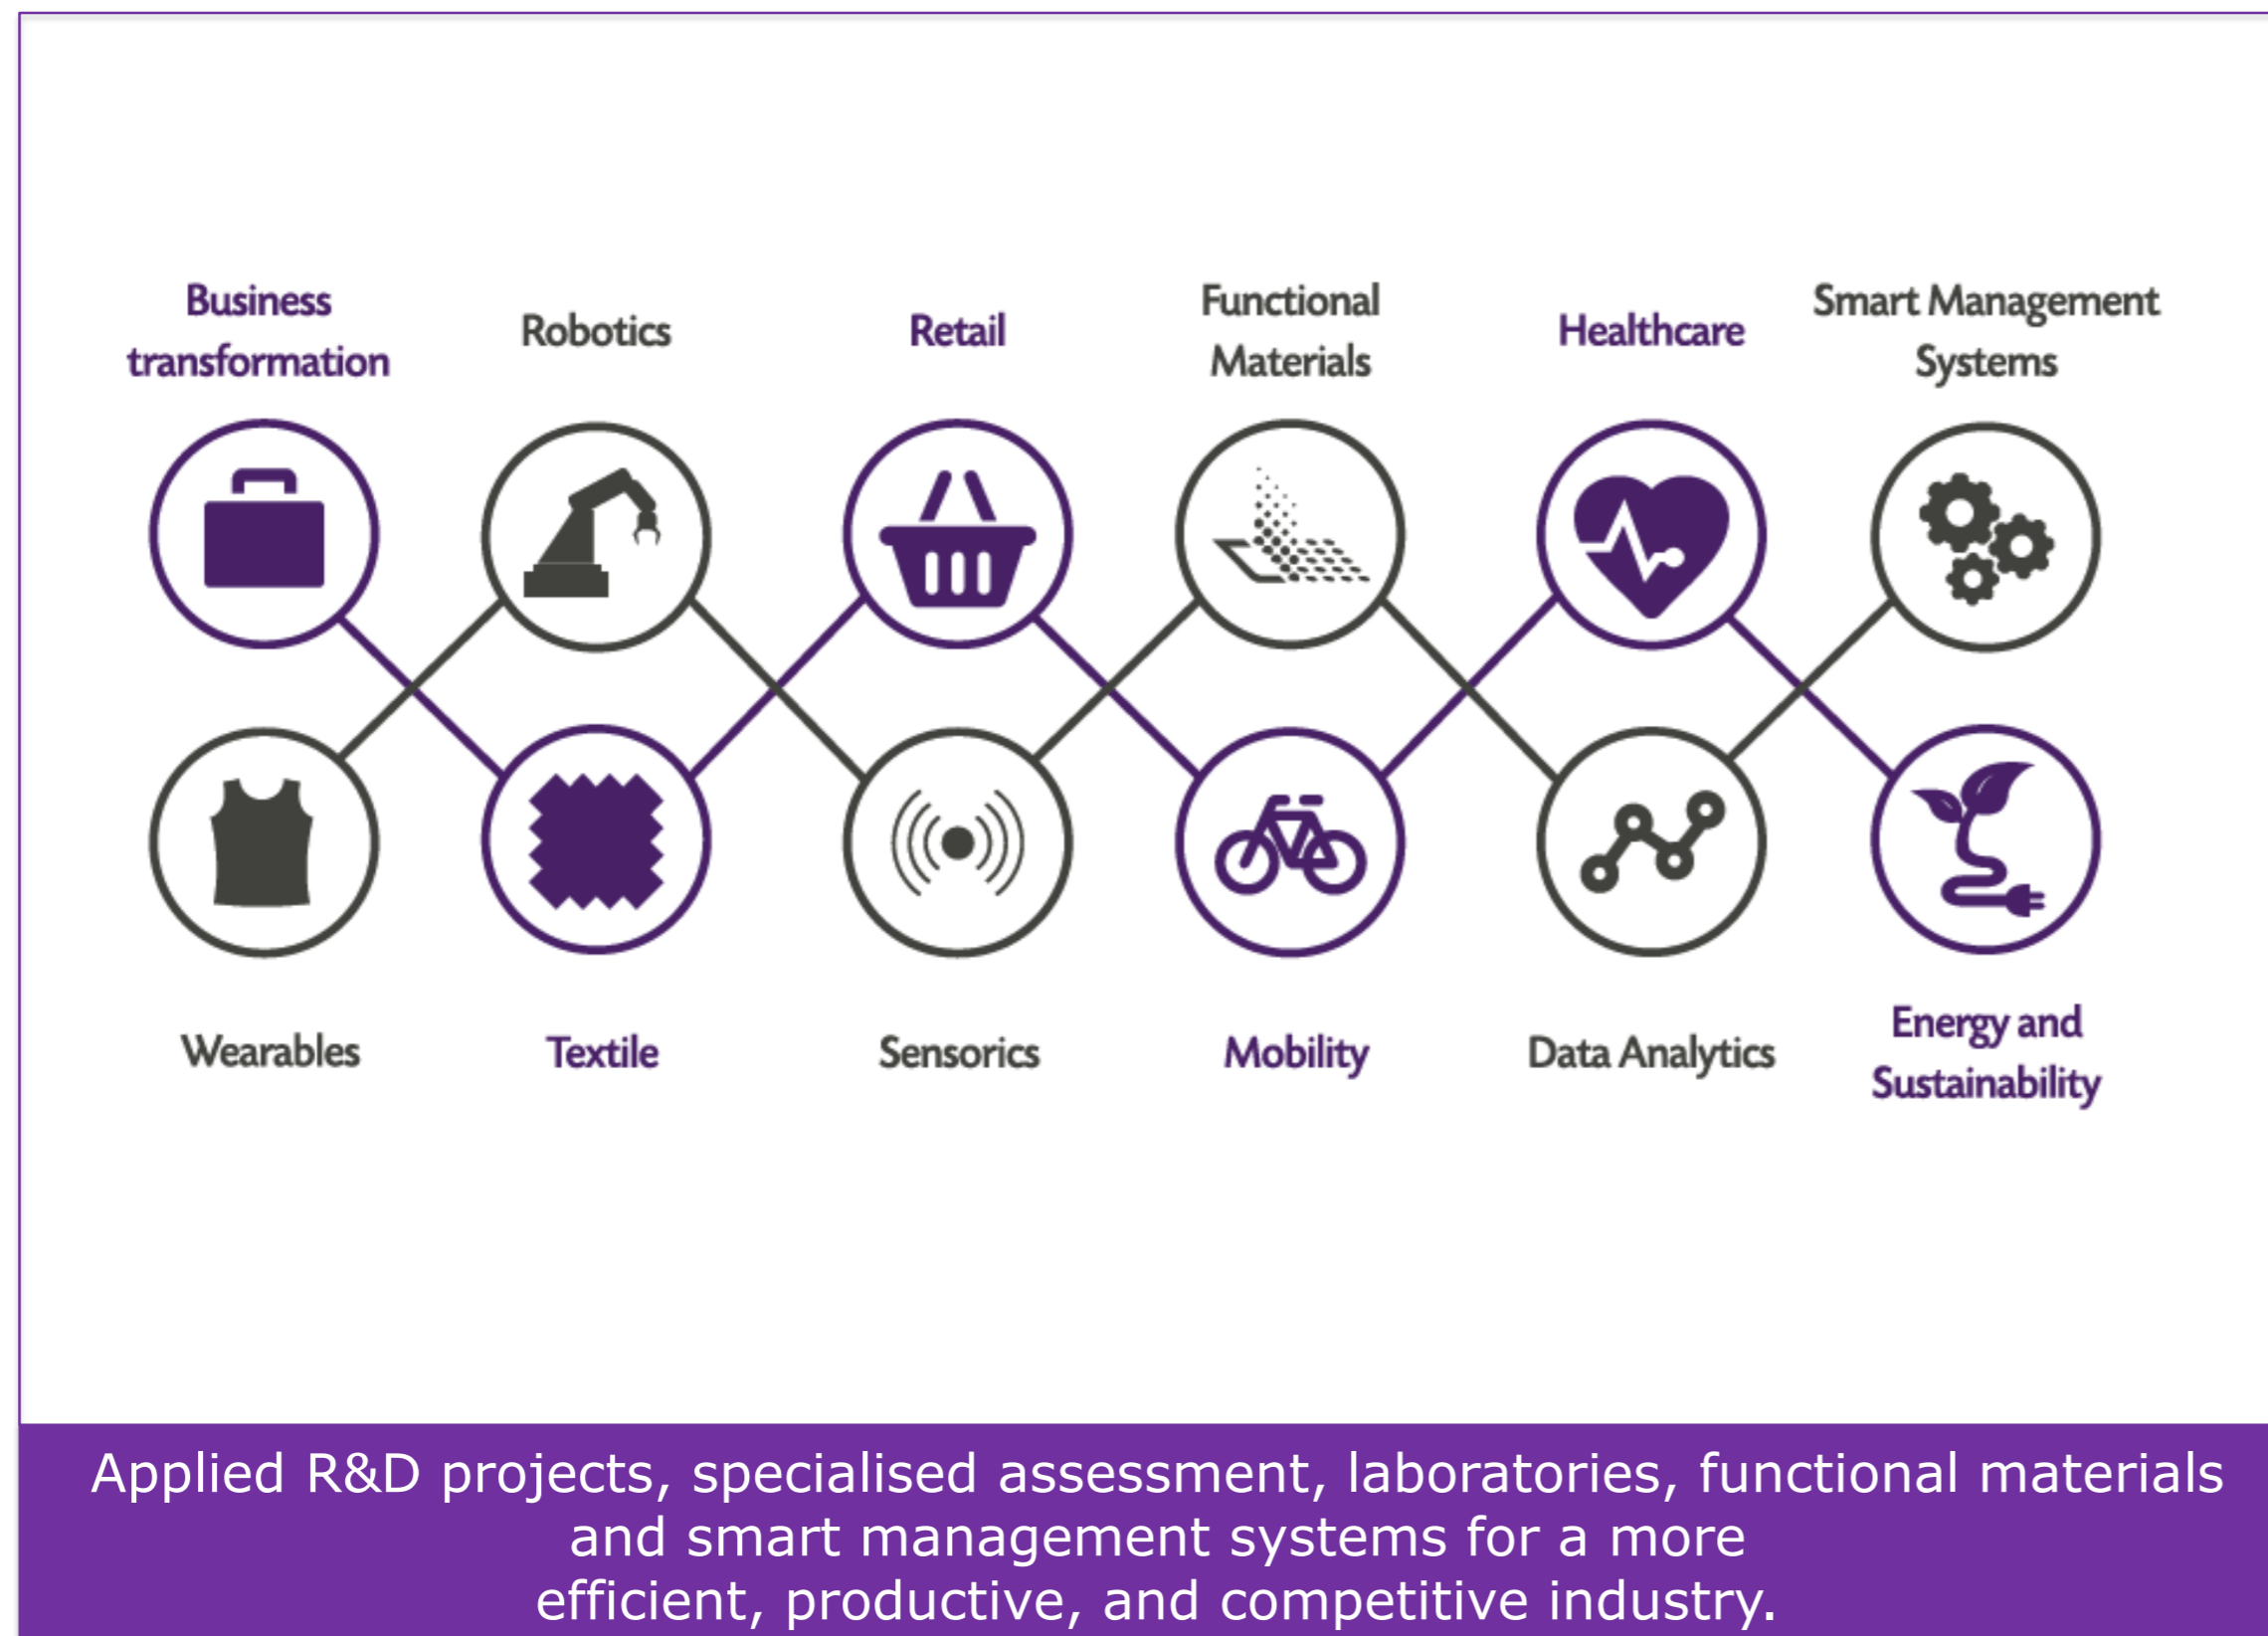 Business
transformation
Robotics
Retail
Functional
Materials
Healthcare
Smart Management
Systems
Wearables
Textile
Sensorics
Mobility
Data Analytics
Energy and
Sustainability
Applied R&D projects, specialised assessment, laboratories, functional materials
and smart management systems for a more
efficient, productive, and competitive industry.